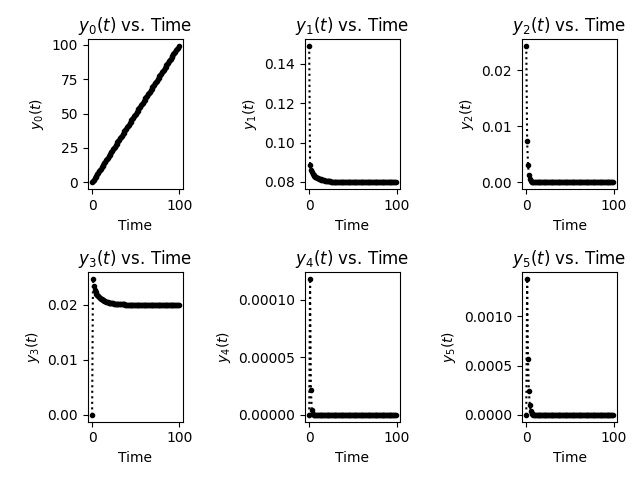 y₀(t) vs. Time
100
75
50
25
0
y₀(t)
0 100
Time
y₁(t) vs. Time
0.14
0.12
0.10
0.08
y₁(t)
0 100
Time
y₂(t) vs. Time
0.02
0.01
0.00
y₂(t)
0 100
Time
y₃(t) vs. Time
0.02
0.01
0.00
y₃(t)
0 100
Time
y₄(t) vs. Time
0.00010
0.00005
0.00000
y₄(t)
0 100
Time
y₅(t) vs. Time
0.0010
0.0005
0.0000
y₅(t)
0 100
Time